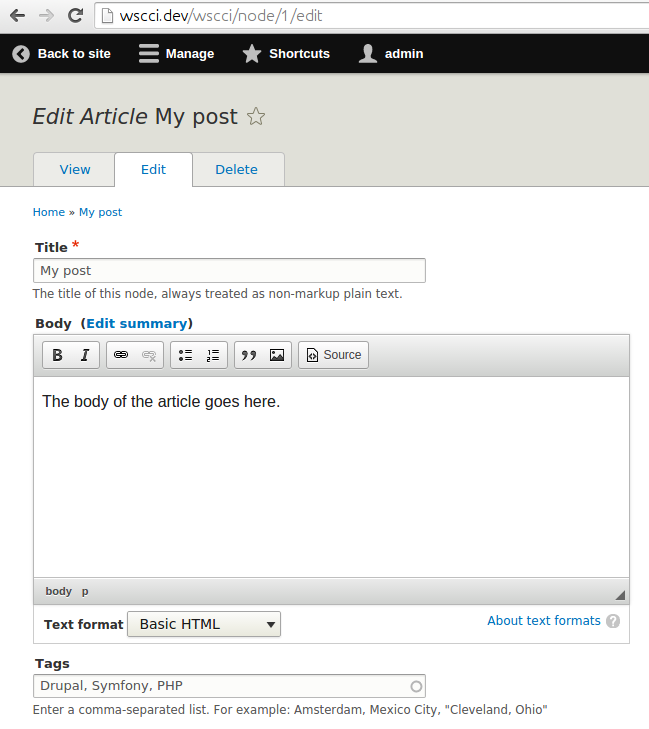 wscci.dev/wscci/node/1/edit
Back to site Manage Shortcuts admin
Edit Article My post
View Edit Delete
Home » My post
Title *
My post
The title of this node, always treated as non-markup plain text.
Body (Edit summary)
B I Source
The body of the article goes here.
body p
Text format Basic HTML About text formats ?
Tags
Drupal, Symfony, PHP
Enter a comma-separated list. For example: Amsterdam, Mexico City, "Cleveland, Ohio"